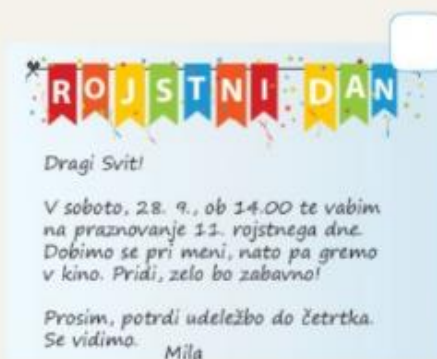 ROJSTNI DAN
Dragi Svit!
V soboto, 28. 9., ob 14.00 te vabim
na praznovanje 11. rojstnega dne.
Dobimo se pri meni, nato pa gremo
v kino. Pridi, zelo bo zabavno!
Prosim, potrdi udeležbo do četrtka.
Se vidimo.
Mila